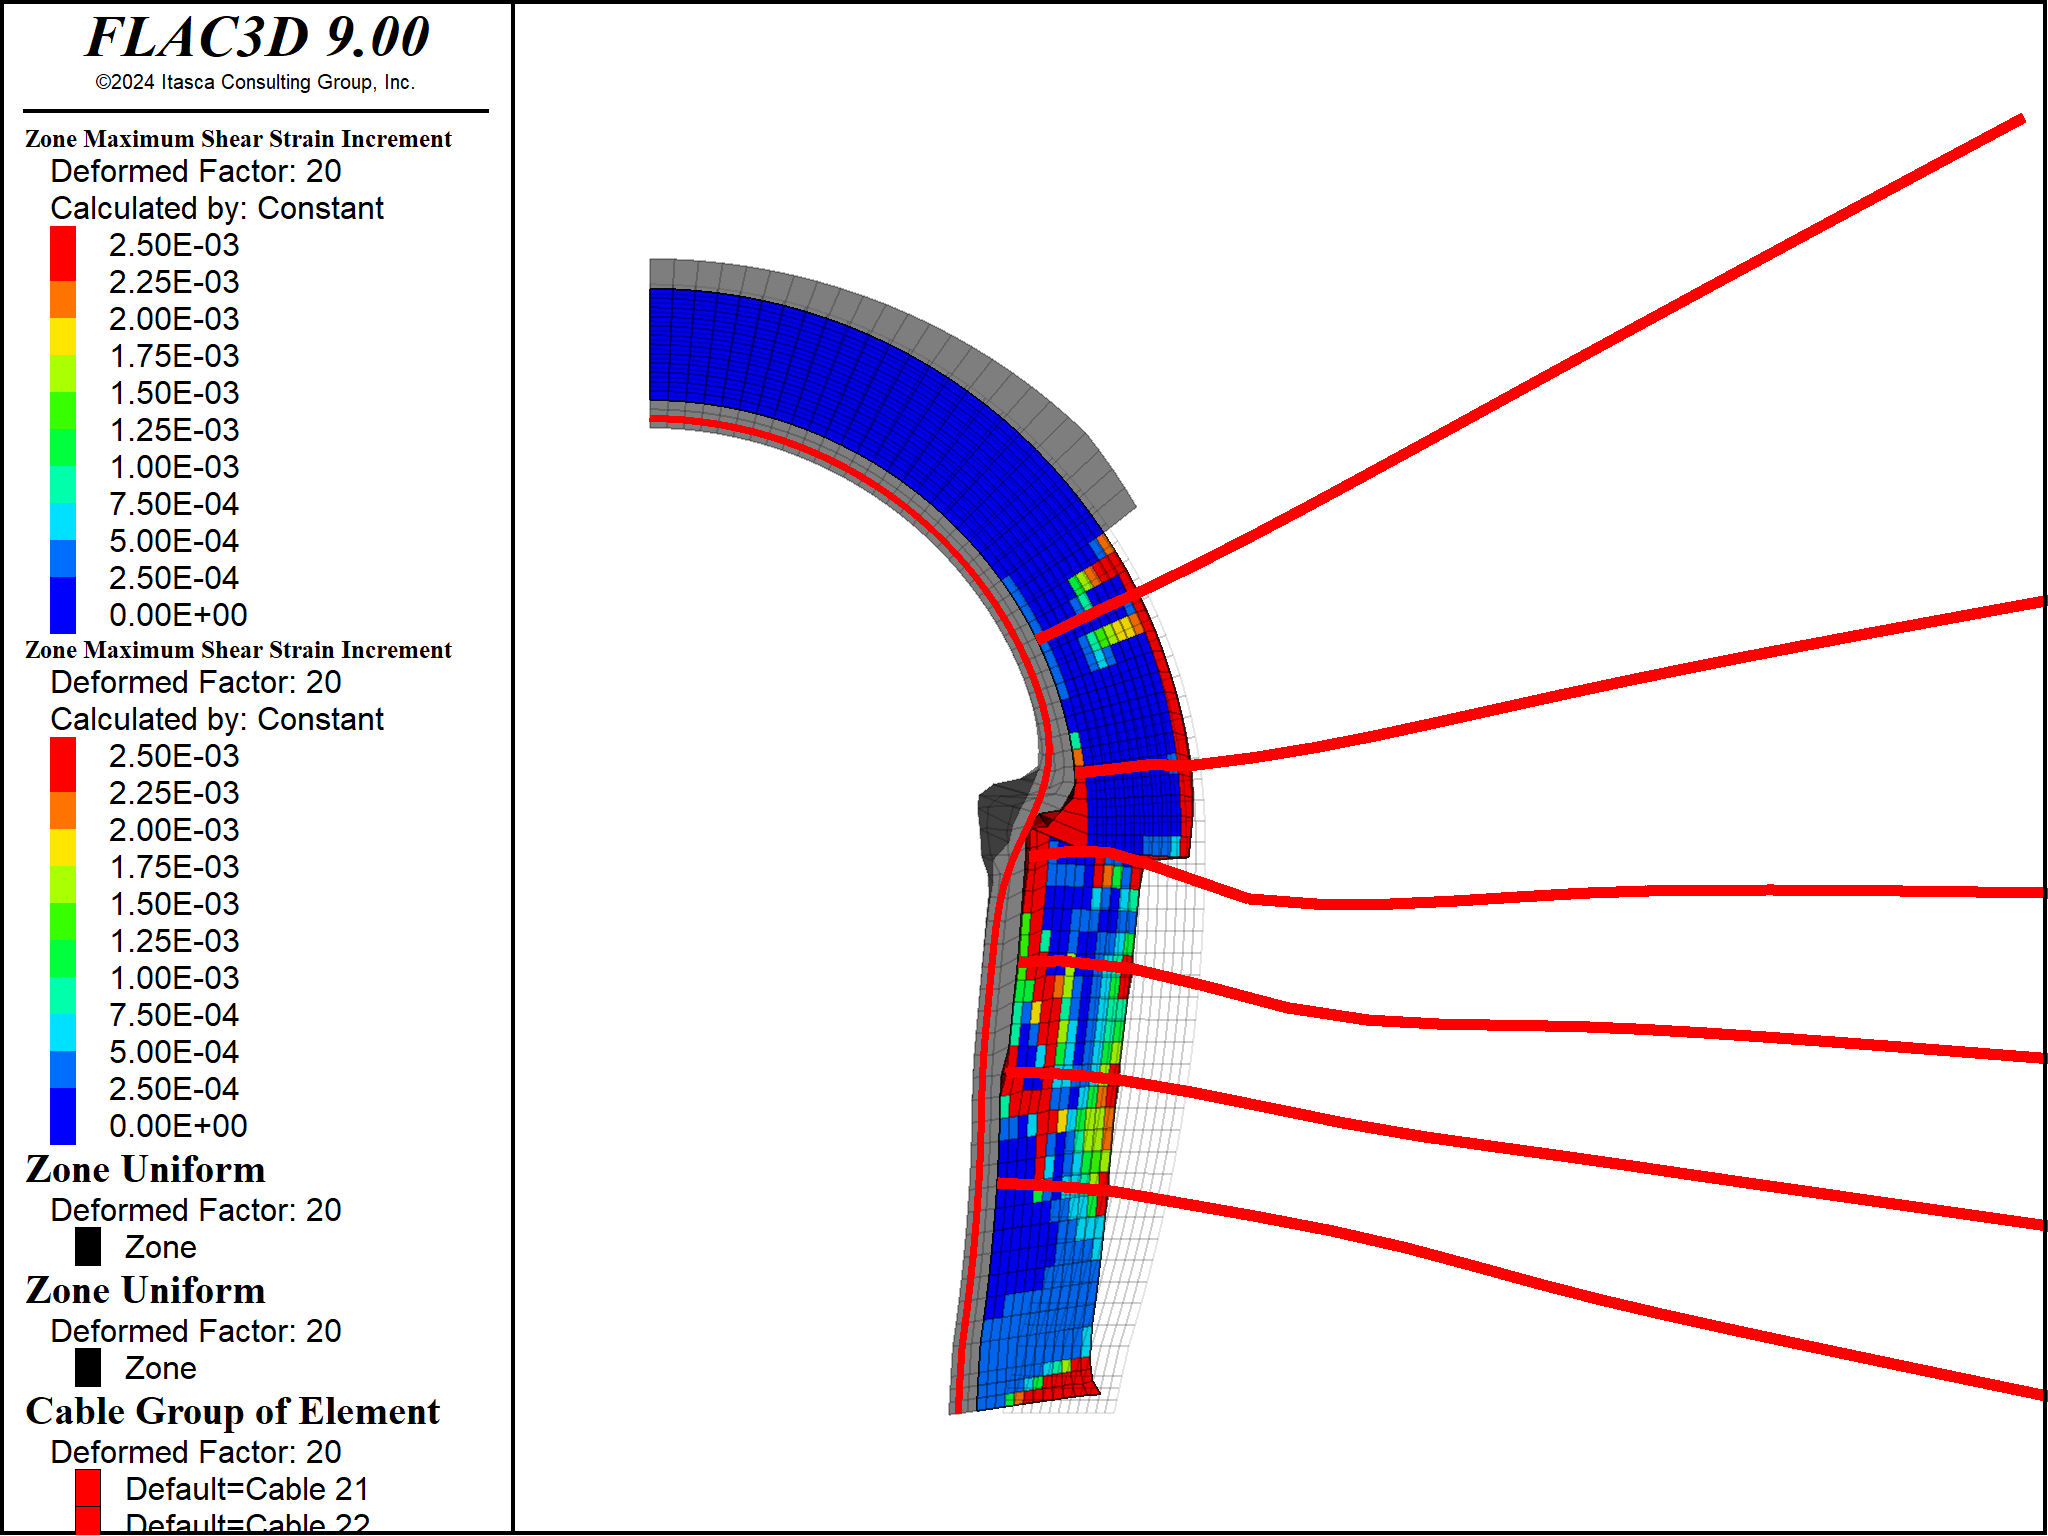 FLAC3D 9.00
©2024 Itasca Consulting Group, Inc.
Zone Maximum Shear Strain Increment
Deformed Factor: 20
Calculated by: Constant
2.50E-03
2.25E-03
2.00E-03
1.75E-03
1.50E-03
1.25E-03
1.00E-03
7.50E-04
5.00E-04
2.50E-04
0.00E+00
Zone Maximum Shear Strain Increment
Deformed Factor: 20
Calculated by: Constant
2.50E-03
2.25E-03
2.00E-03
1.75E-03
1.50E-03
1.25E-03
1.00E-03
7.50E-04
5.00E-04
2.50E-04
0.00E+00
Zone Uniform
Deformed Factor: 20
Zone
Zone Uniform
Deformed Factor: 20
Zone
Cable Group of Element
Deformed Factor: 20
Default=Cable 21
Default=Cable 22